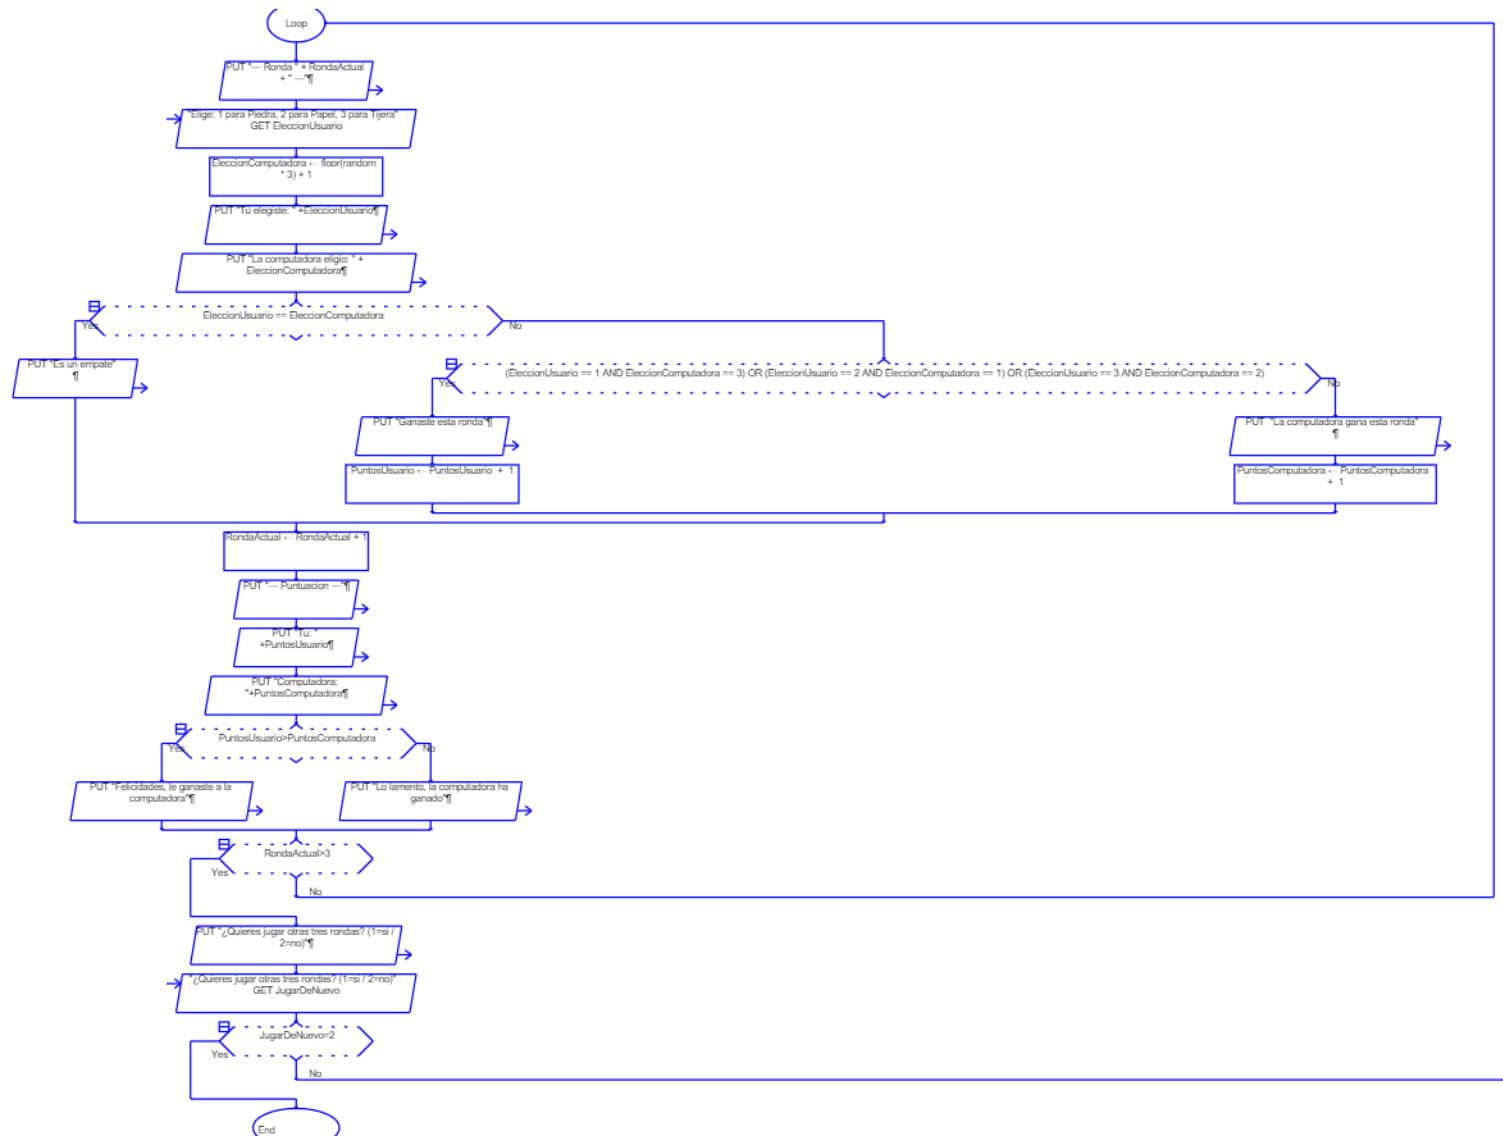 Loop
PUT "--- Ronda " + RondaActual
+ " ---"¶
"Elige: 1 para Piedra, 2 para Papel, 3 para Tijera"
GET EleccionUsuario
EleccionComputadora ← floor(random
* 3) + 1
PUT "Tu elegiste: " +EleccionUsuario¶
PUT "La computadora eligio: " +
EleccionComputadora¶
EleccionUsuario == EleccionComputadora
Yes
No
PUT "Es un empate"
¶
(EleccionUsuario == 1 AND EleccionComputadora == 3) OR (EleccionUsuario == 2 AND EleccionComputadora == 1) OR (EleccionUsuario == 3 AND EleccionComputadora == 2)
Yes
No
PUT "Ganaste esta ronda"¶
PUT "La computadora gana esta ronda"
¶
PuntosUsuario ← PuntosUsuario + 1
PuntosComputadora ← PuntosComputadora
+ 1
RondaActual ← RondaActual + 1
PUT "--- Puntuacion ---"¶
PUT "Tu: "
+PuntosUsuario¶
PUT "Computadora:
"+PuntosComputadora¶
PuntosUsuario>PuntosComputadora
Yes
No
PUT "Felicidades, le ganaste a la
computadora"¶
PUT "Lo lamento, la computadora ha
ganado"¶
RondaActual>3
Yes
No
PUT "¿Quieres jugar otras tres rondas? (1=si /
2=no)"¶
"¿Quieres jugar otras tres rondas? (1=si / 2=no)"
GET JugarDeNuevo
JugarDeNuevo=2
Yes
No
End